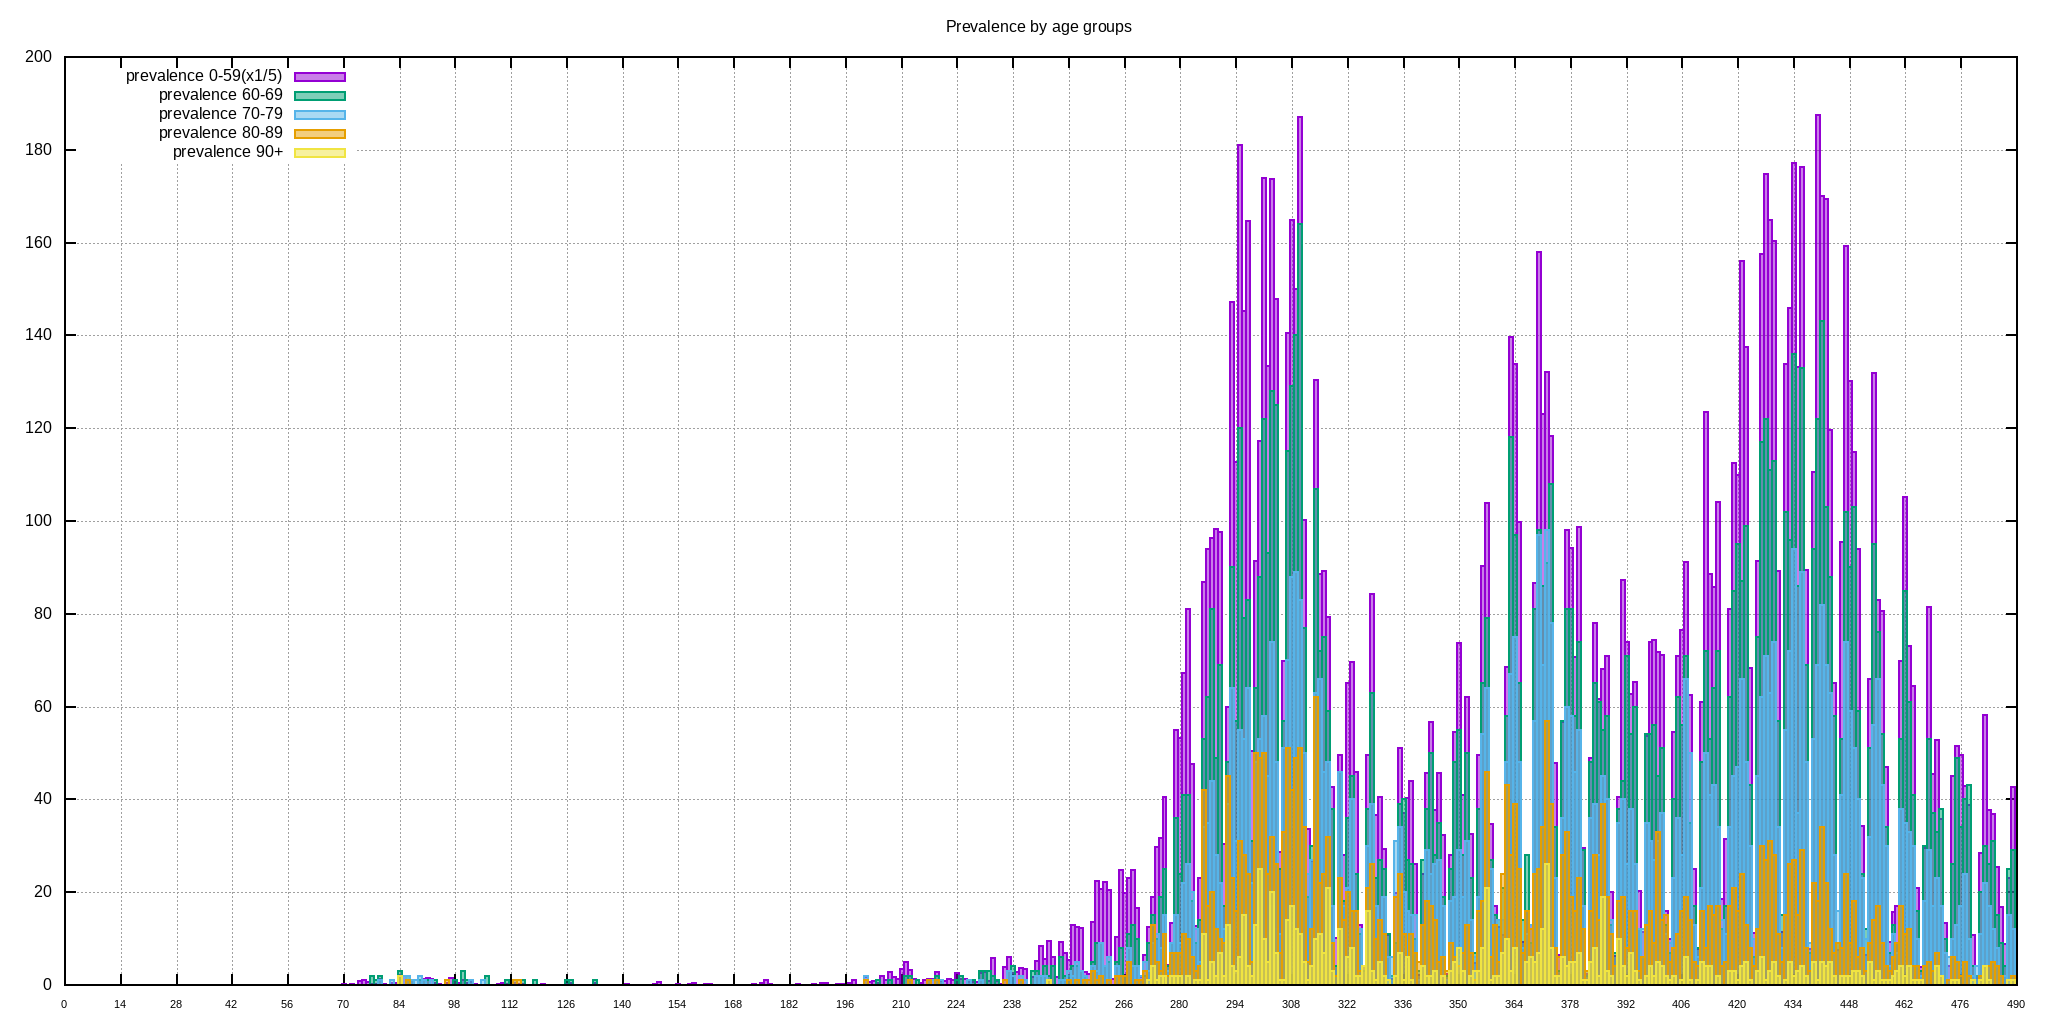 Prevalence by age groups
200
180
160
140
120
100
80
60
40
20
0
prevalence 0-59(x1/5)
prevalence 60-69
prevalence 70-79
prevalence 80-89
prevalence 90+
0 14 28 42 56 70 84 98 112 126 140 154 168 182 196 210 224 238 252 266 280 294 308 322 336 350 364 378 392 406 420 434 448 462 476 490